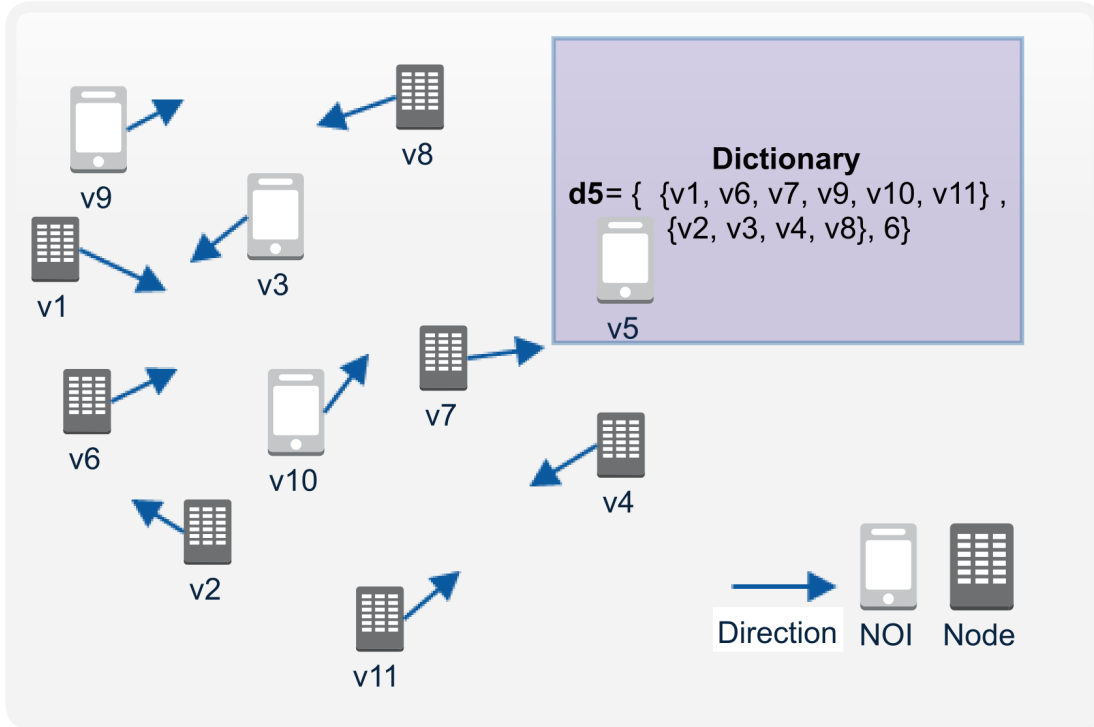 v9
v8
v3
v1
Dictionary
d5= { {v1, v6, v7, v9, v10, v11} ,
{v2, v3, v4, v8}, 6}
v5
v7
v6
v10
v4
v2
v11
Direction
NOI
Node